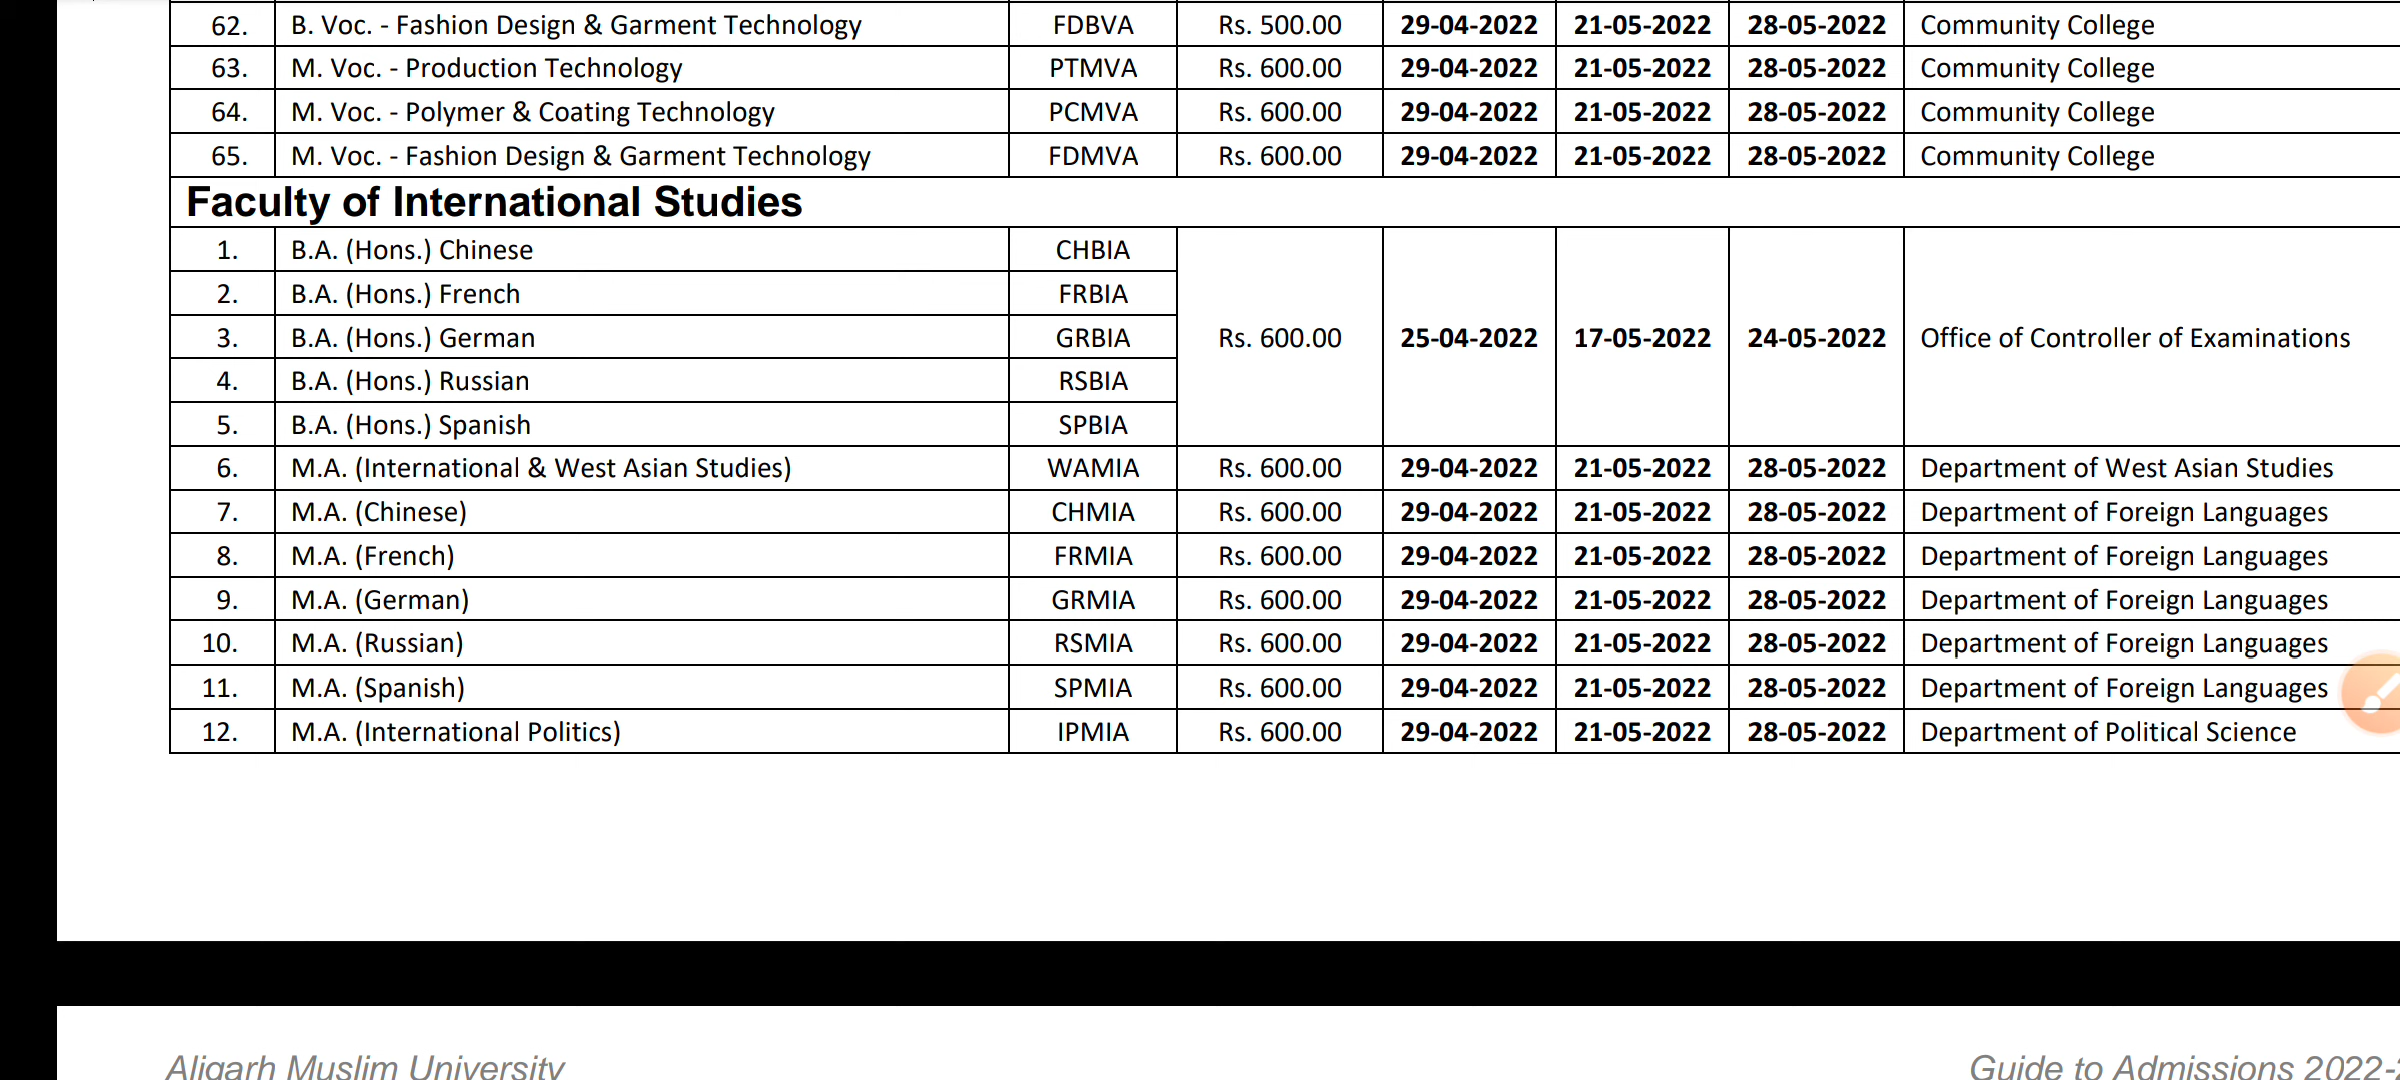 62. B. Voc. - Fashion Design & Garment Technology FDBVA Rs. 500.00 29-04-2022 21-05-2022 28-05-2022 Community College
63. M. Voc. - Production Technology PTMVA Rs. 600.00 29-04-2022 21-05-2022 28-05-2022 Community College
64. M. Voc. - Polymer & Coating Technology PCMVA Rs. 600.00 29-04-2022 21-05-2022 28-05-2022 Community College
65. M. Voc. - Fashion Design & Garment Technology FDMVA Rs. 600.00 29-04-2022 21-05-2022 28-05-2022 Community College
Faculty of International Studies
1. B.A. (Hons.) Chinese CHBIA
2. B.A. (Hons.) French FRBIA
3. B.A. (Hons.) German GRBIA Rs. 600.00 25-04-2022 17-05-2022 24-05-2022 Office of Controller of Examinations
4. B.A. (Hons.) Russian RSBIA
5. B.A. (Hons.) Spanish SPBIA
6. M.A. (International & West Asian Studies) WAMIA Rs. 600.00 29-04-2022 21-05-2022 28-05-2022 Department of West Asian Studies
7. M.A. (Chinese) CHMIA Rs. 600.00 29-04-2022 21-05-2022 28-05-2022 Department of Foreign Languages
8. M.A. (French) FRMIA Rs. 600.00 29-04-2022 21-05-2022 28-05-2022 Department of Foreign Languages
9. M.A. (German) GRMIA Rs. 600.00 29-04-2022 21-05-2022 28-05-2022 Department of Foreign Languages
10. M.A. (Russian) RSMIA Rs. 600.00 29-04-2022 21-05-2022 28-05-2022 Department of Foreign Languages
11. M.A. (Spanish) SPMIA Rs. 600.00 29-04-2022 21-05-2022 28-05-2022 Department of Foreign Languages
12. M.A. (International Politics) IPMIA Rs. 600.00 29-04-2022 21-05-2022 28-05-2022 Department of Political Science
Aligarh Muslim University Guide to Admissions 2022-